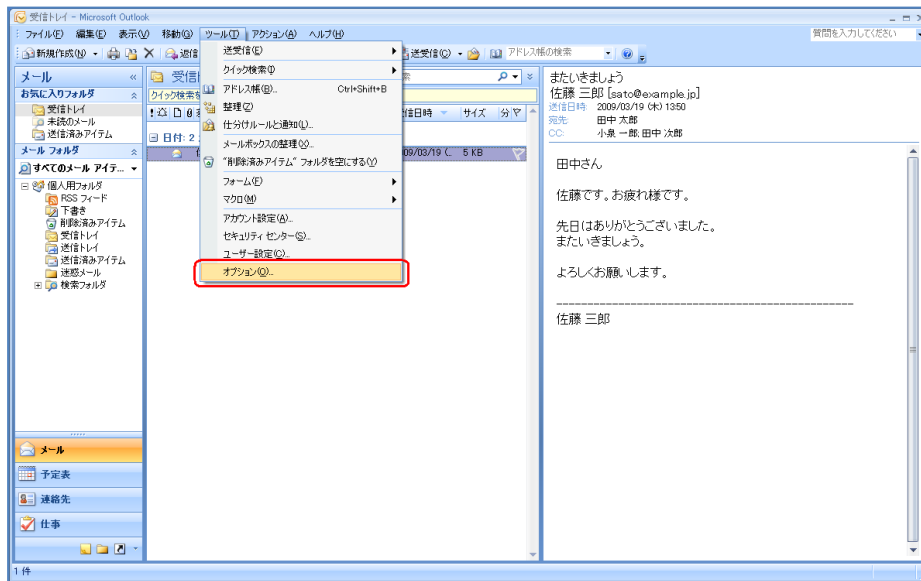 受信トレイ - Microsoft Outlook
ファイル(F) 編集(E) 表示(V) 移動(G) ツール(T) アクション(A) ヘルプ(H) 質問を入力してください
新規作成(N) 返信 送受信(C) アドレス帳の検索
メール «
お気に入りフォルダ
受信トレイ
未読のメール
送信済みアイテム
メール フォルダ
すべてのメール アイテ...
個人用フォルダ
RSS フィード
下書き
削除済みアイテム
受信トレイ
送信トレイ
送信済みアイテム
迷惑メール
検索フォルダ
メール
予定表
連絡先
仕事
1 件
受信
クイック検索
日付: 2
信日時 サイズ 分
09/03/19 (... 5 KB
送受信(E)
クイック検索(I)
アドレス帳(B)... Ctrl+Shift+B
整理(Z)
仕分けルールと通知(L)...
メールボックスの整理(X)...
"削除済みアイテム" フォルダを空にする(Y)
フォーム(F)
マクロ(M)
アカウント設定(A)...
セキュリティ センター(S)...
ユーザー設定(C)...
オプション(O)...
またいきましょう
佐藤 三郎 [sato@example.jp]
送信日時: 2009/03/19 (木) 13:50
宛先: 田中 太郎
CC: 小泉 一郎; 田中 次郎
田中さん
佐藤です。お疲れ様です。
先日はありがとうございました。
またいきましょう。
よろしくお願いします。
--------------------------------------------------
佐藤 三郎